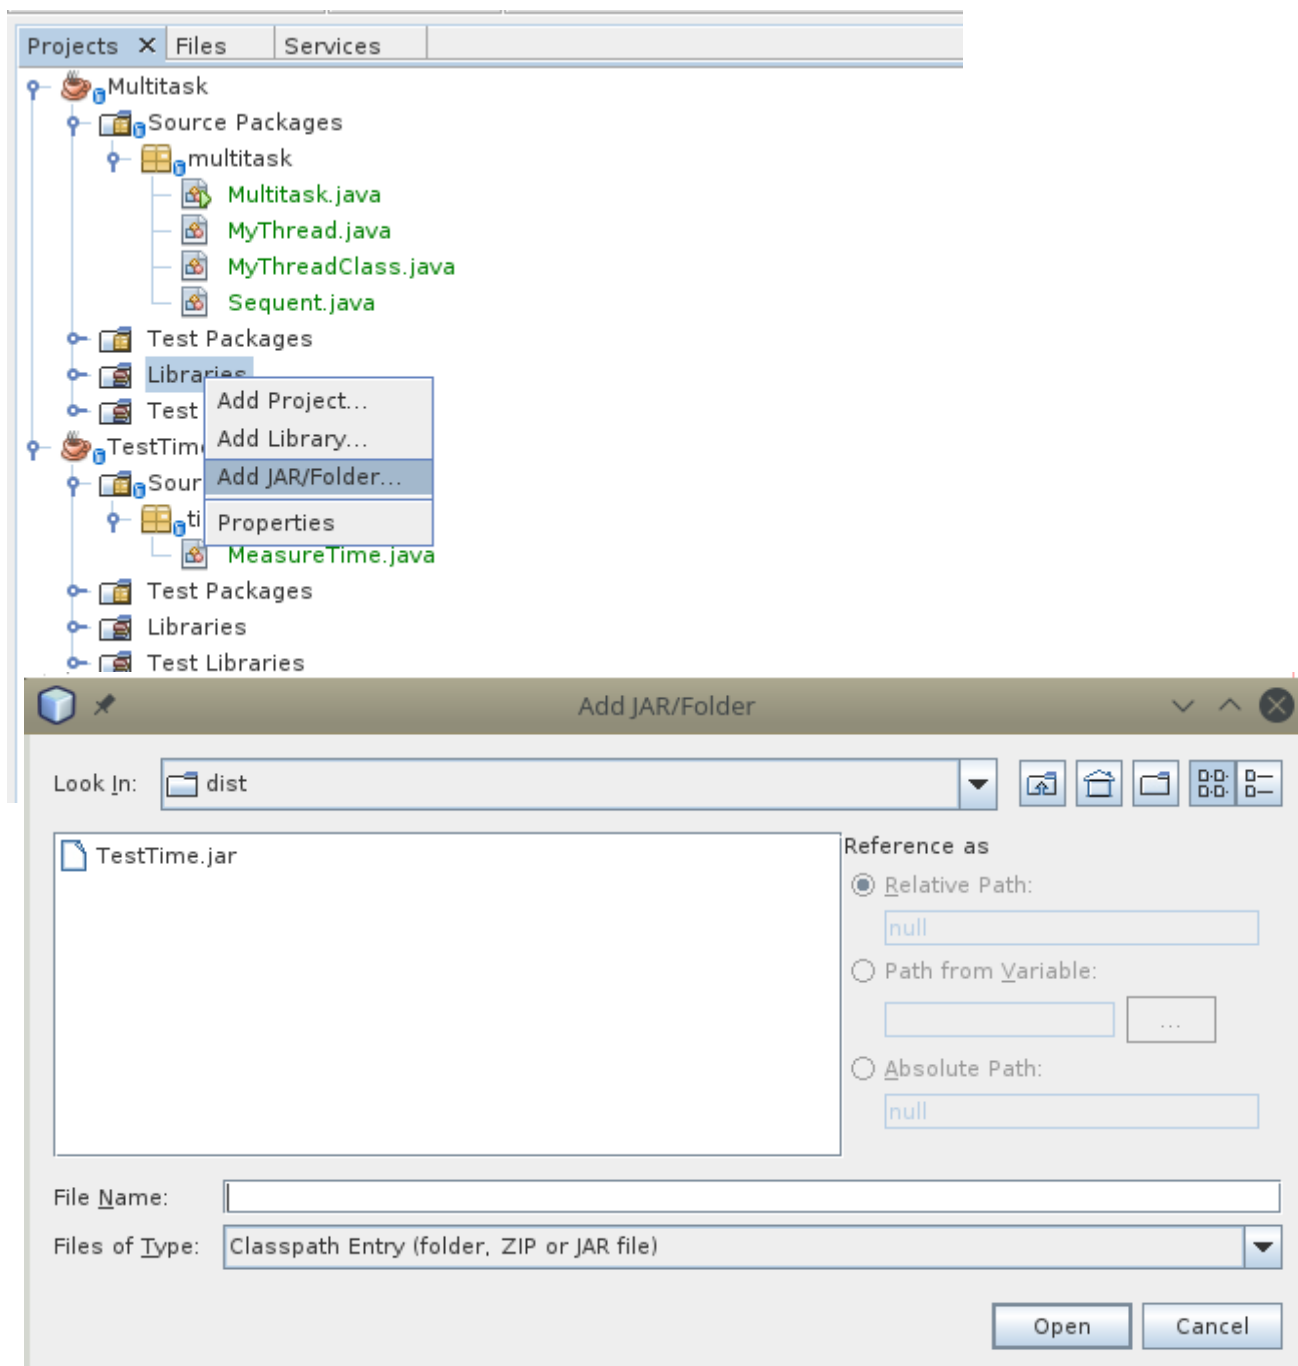 Projects Files Services
Multitask
Source Packages
multitask
Multitask.java
MyThread.java
MyThreadClass.java
Sequent.java
Test Packages
Libraries
Add Project...
Test
Add Library...
TestTime
Add JAR/Folder...
Sour
Properties
ti
MeasureTime.java
Test Packages
Libraries
Test Libraries
Add JAR/Folder
Look In: dist
TestTime.jar
Reference as
Relative Path:
null
Path from Variable:
...
Absolute Path:
null
File Name:
Files of Type: Classpath Entry (folder, ZIP or JAR file)
Open Cancel